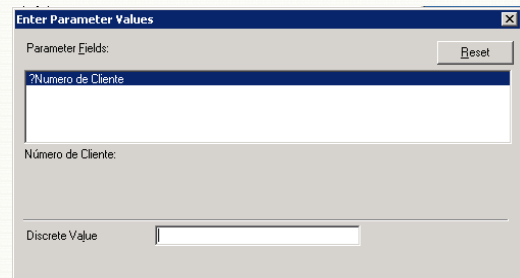 Enter Parameter Values
Parameter Fields:
Reset
?Numero de Cliente
Número de Cliente:
Discrete Value